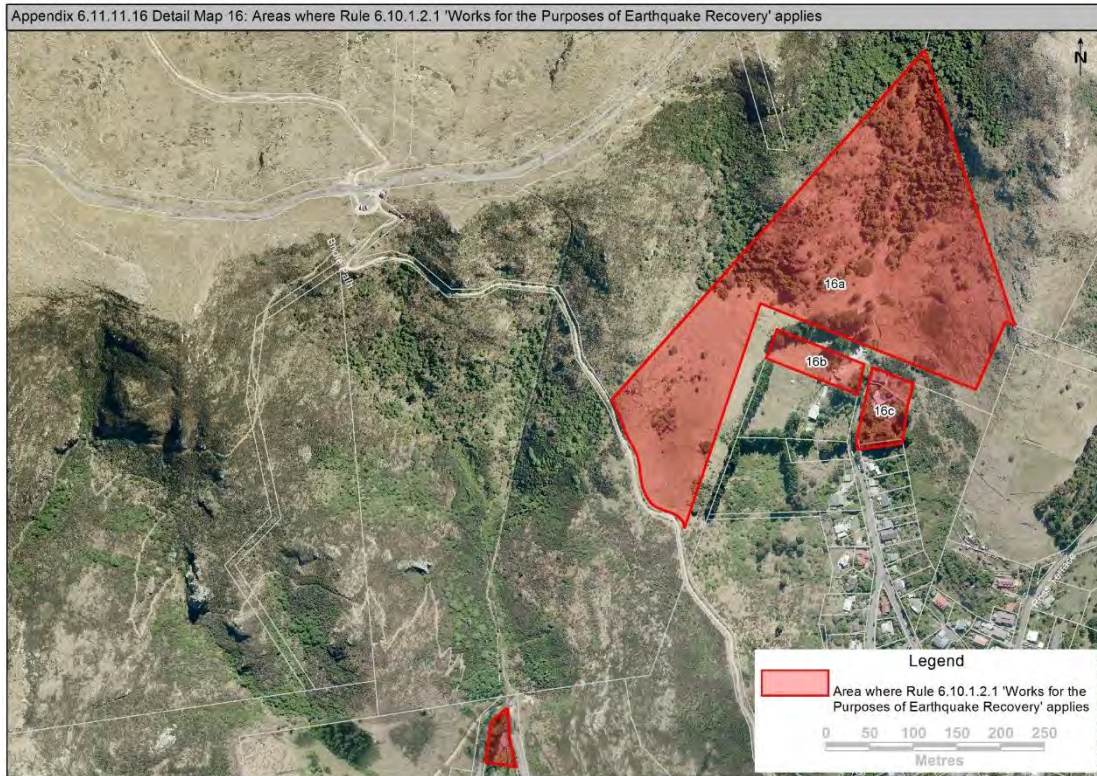 Appendix 6.11.11.16 Detail Map 16: Areas where Rule 6.10.1.2.1 'Works for the Purposes of Earthquake Recovery' applies
N
16a
16b
16c
Legend
Area where Rule 6.10.1.2.1 'Works for the
Purposes of Earthquake Recovery' applies
0 50 100 150 200 250
Metres